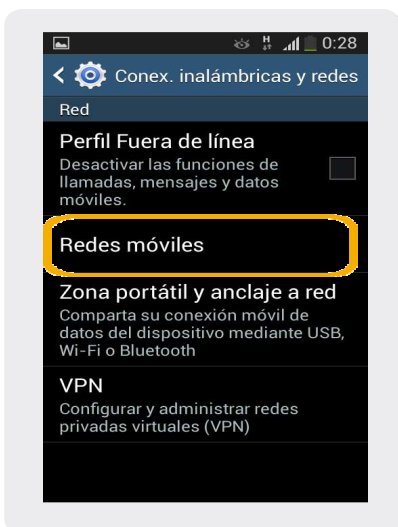 H 0:28
Conex. inalámbricas y redes
Red
Perfil Fuera de línea
Desactivar las funciones de
llamadas, mensajes y datos
móviles.
Redes móviles
Zona portátil y anclaje a red
Comparta su conexión móvil de
datos del dispositivo mediante USB,
Wi-Fi o Bluetooth
VPN
Configurar y administrar redes
privadas virtuales (VPN)